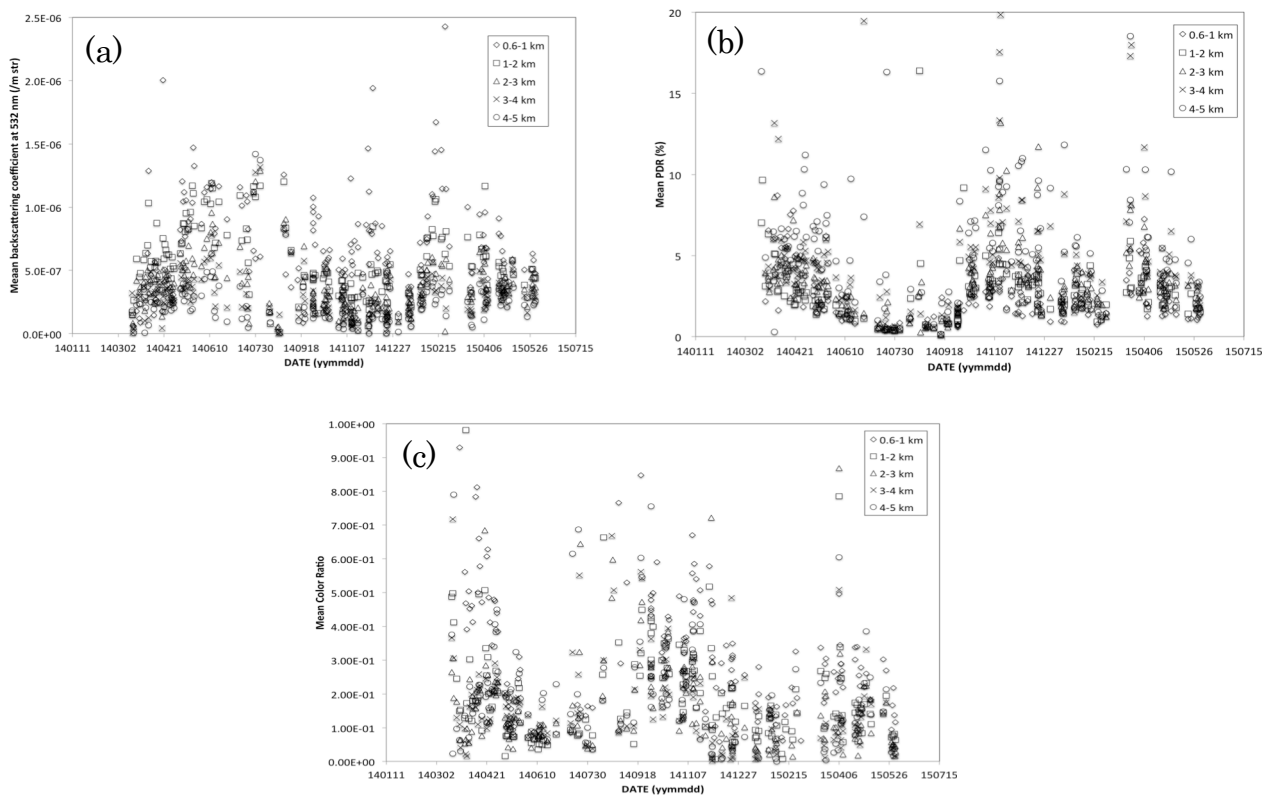 (a)
Meaan backscattering coefficient at 532 nm (/m str)
2.5E-06
2.0E-06
1.5E-06
1.0E-06
5.0E-07
0.0E+00
140111 140302 140421 140610 140730 140918 141107 141227 150215 150406 150526 150715
DATE (yymmdd)
0.6-1 km
1-2 km
2-3 km
3-4 km
4-5 km
(b)
Mean PDR (%)
20
15
10
5
0
140111 140302 140421 140610 140730 140918 141107 141227 150215 150406 150526 150715
DATE (yymmdd)
0.6-1 km
1-2 km
2-3 km
3-4 km
4-5 km
(c)
Mean Color Ratio
1.00E+00
9.00E-01
8.00E-01
7.00E-01
6.00E-01
5.00E-01
4.00E-01
3.00E-01
2.00E-01
1.00E-01
0.00E+00
140111 140302 140421 140610 140730 140918 141107 141227 150215 150406 150526 150715
DATE (yymmdd)
0.6-1 km
1-2 km
2-3 km
3-4 km
4-5 km